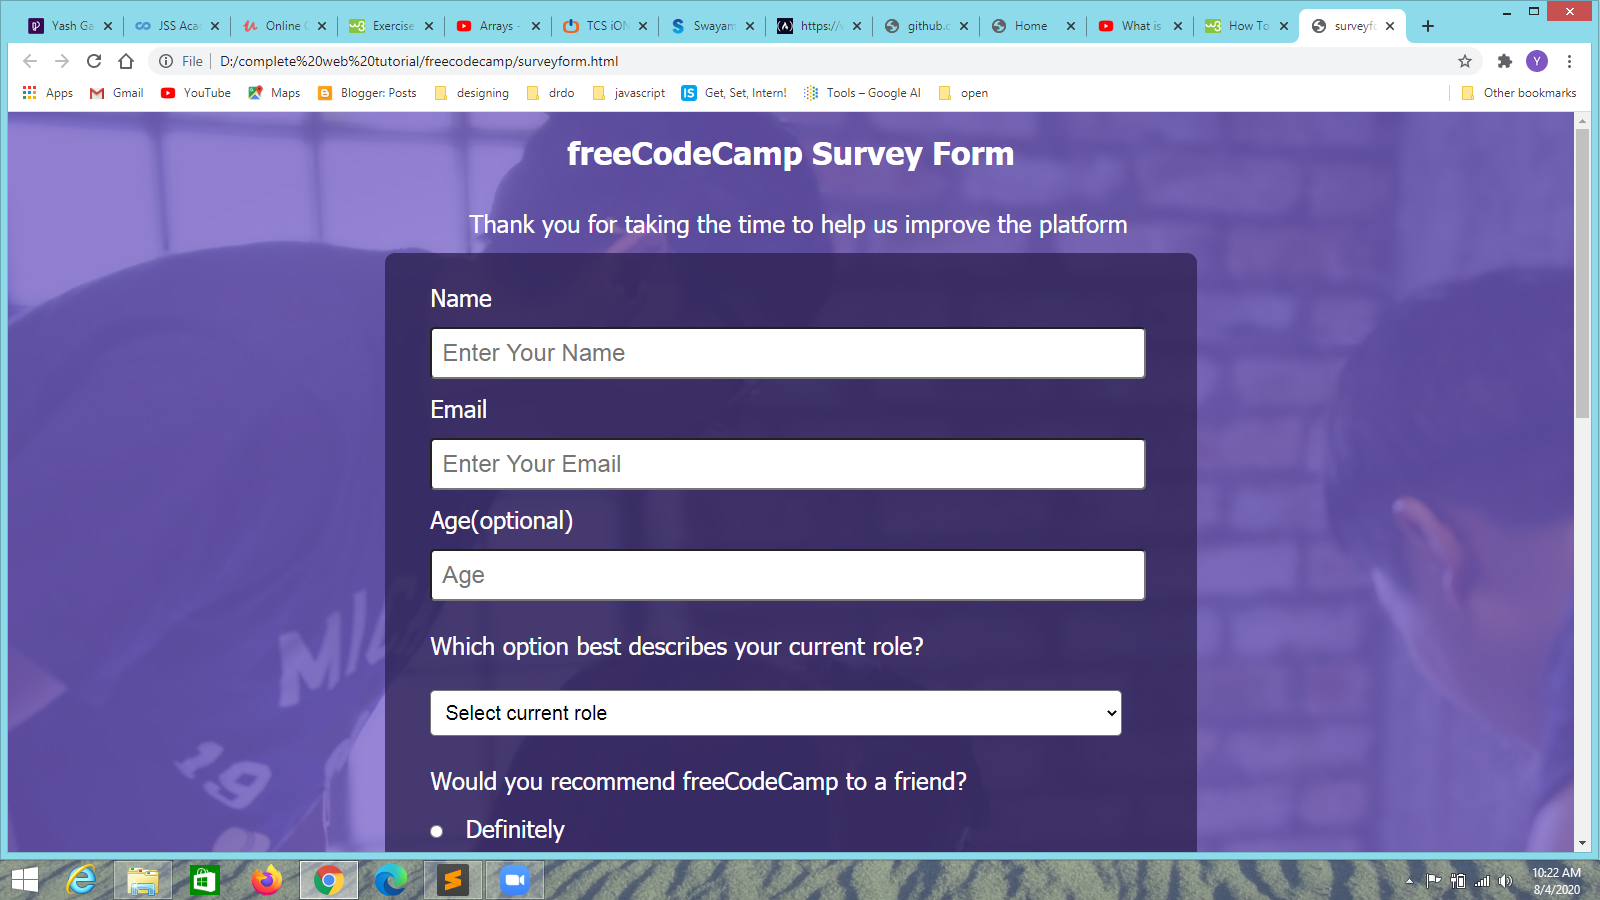 Yash Ga
JSS Aca
Online C
Exercise
Arrays -
TCS iON
Swayam
https://
github.c
Home
What is
How To
surveyfo
File D:/complete%20web%20tutorial/freecodecamp/surveyform.html
Y
Apps Gmail YouTube Maps Blogger: Posts designing drdo javascript IS Get, Set, Intern! Tools – Google AI open Other bookmarks
freeCodeCamp Survey Form
Thank you for taking the time to help us improve the platform
Name
Enter Your Name
Email
Enter Your Email
Age(optional)
Age
Which option best describes your current role?
Select current role
Would you recommend freeCodeCamp to a friend?
Definitely
19
10:22 AM
8/4/2020